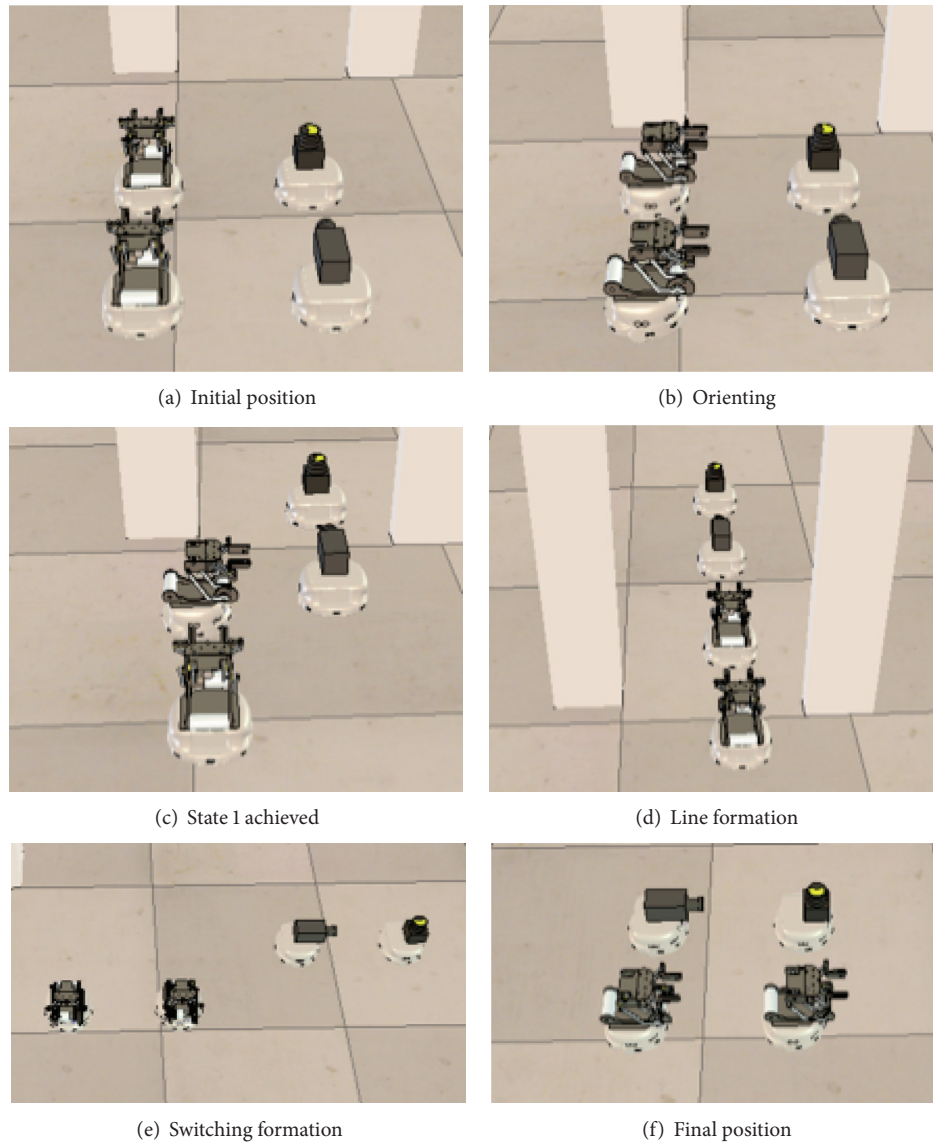 (a) Initial position
(b) Orienting
(c) State 1 achieved
(d) Line formation
(e) Switching formation
(f) Final position